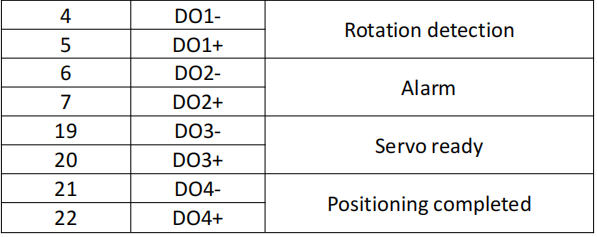 4 DO1- Rotation detection
5 DO1+
6 DO2- Alarm
7 DO2+
19 DO3- Servo ready
20 DO3+
21 DO4- Positioning completed
22 DO4+